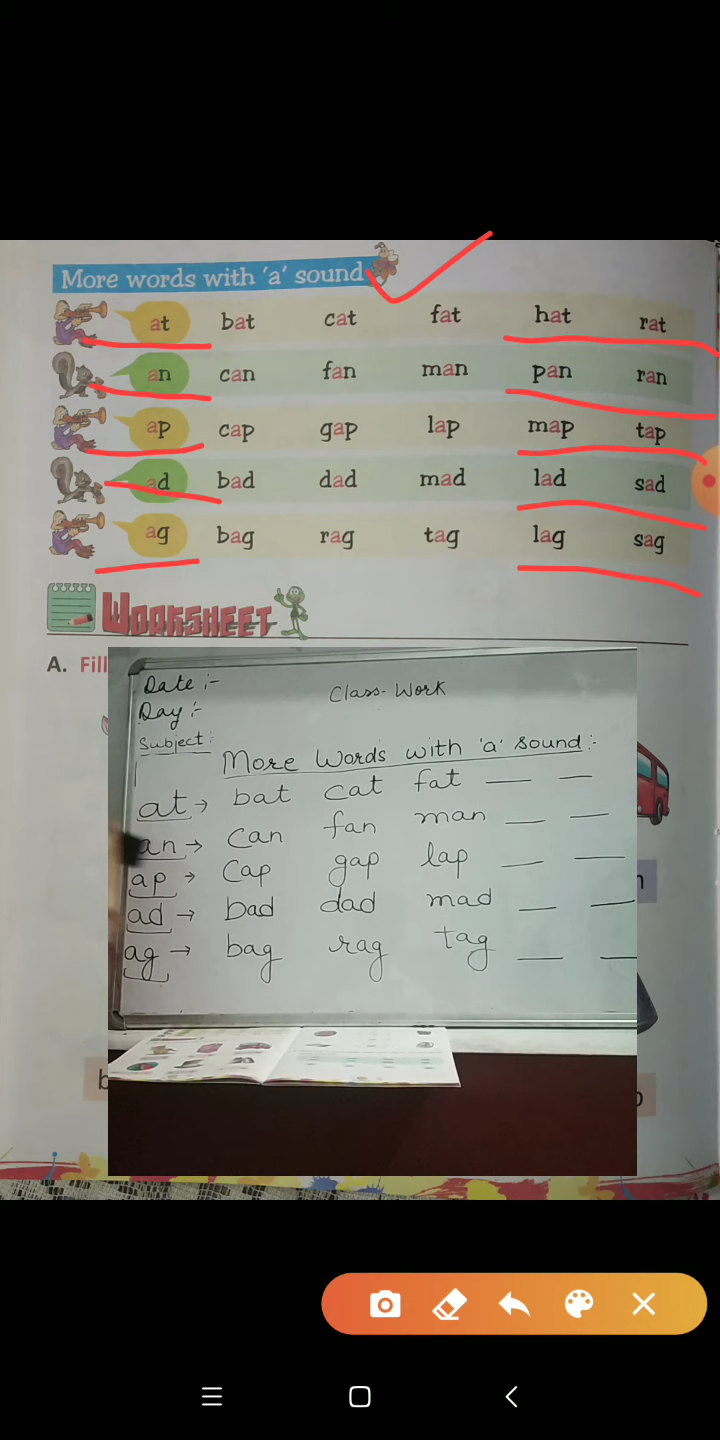 More words with 'a' sound
at bat cat fat hat rat
an can fan man pan ran
ap cap gap lap map tap
ad bad dad mad lad sad
ag bag rag tag lag sag
WORKSHEET
A. Fill
Date :-
Class-Work
Day :-
Subject :-
More Words with 'a' sound :-
at → bat cat fat — —
an → can fan man — —
ap → cap gap lap — —
ad → bad dad mad — —
ag → bag rag tag — —